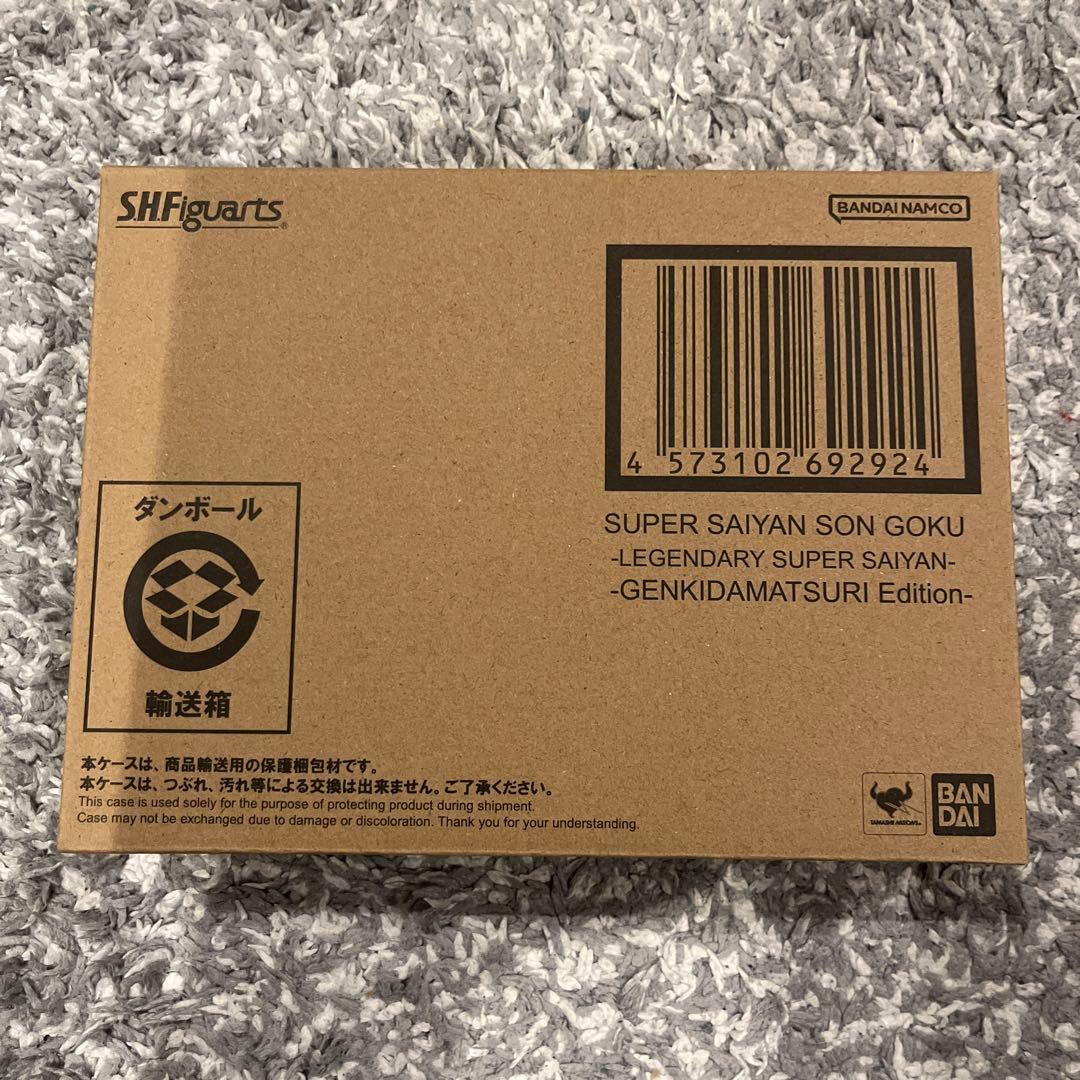 S.H.Figuarts®
BANDAI NAMCO
4 573102 692924
SUPER SAIYAN SON GOKU
-LEGENDARY SUPER SAIYAN-
-GENKIDAMATSURI Edition-
ダンボール
輸送箱
本ケースは、商品輸送用の保護梱包材です。
本ケースは、つぶれ、汚れ等による交換は出来ません。ご了承ください。
This case is used solely for the purpose of protecting product during shipment.
Case may not be exchanged due to damage or discoloration. Thank you for your understanding.
TAMASHII NATIONS
BAN
DAI